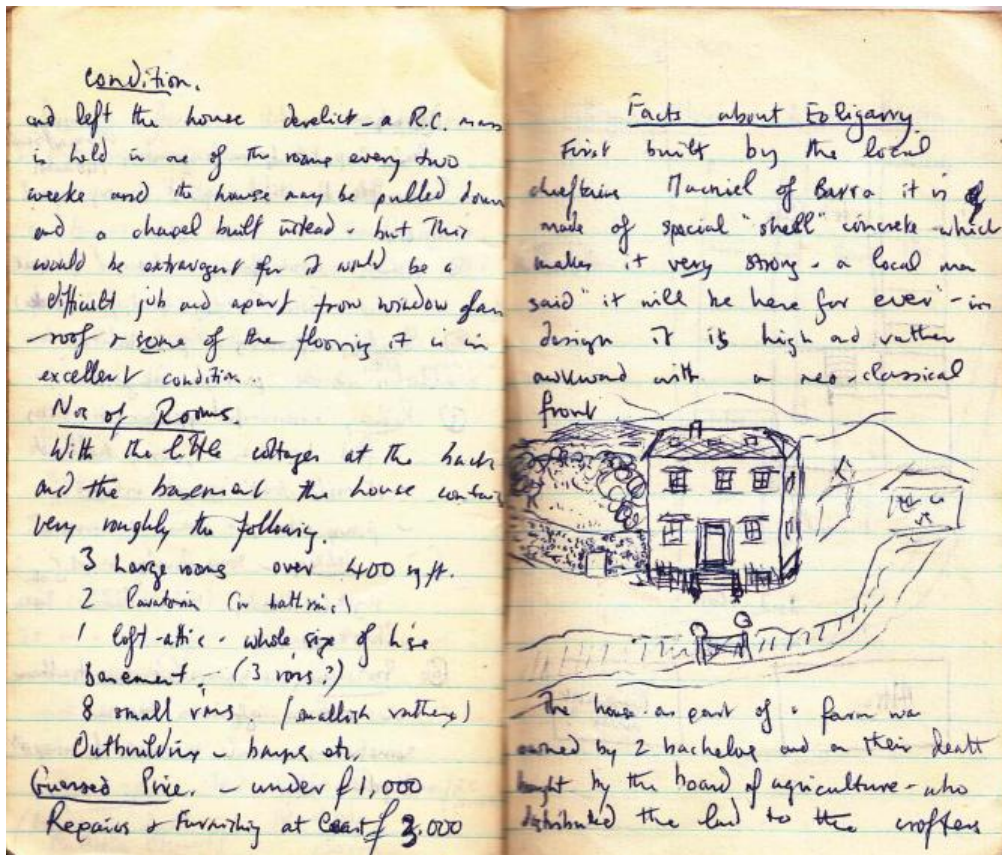 condition.
and left the house derelict - a R.C. mass
is held in one of the rooms every two
weeks and the house may be pulled down
and a chapel built instead - but this
would be extravagent for it would be a
difficult job and apart from window glass
- roof & some of the flooring it is in
excellent condition.
Nos of Rooms.
With the little cottages at the back
and the basement the house contains
very roughly the following.
3 Large rooms over 400 sq ft.
2 Lavatories (or bathrms)
1 loft-attic - whole size of hse
basement - (3 rms?)
8 small rms. (smallish rather)
Outbuildings - barns etc.
Guessed Price. - under £1,000
Repairs & Furnishing at least £3,000
Facts about Eoligarry
First built by the local
chieftain Macniel of Barra it is
made of special "shell" concrete which
makes it very strong - a local man
said "it will be here for ever" - in
design it is high and rather
awkward with a neo-classical
front
The house as part of a farm was
owned by 2 bachelors and on their death
bought by the board of agriculture - who
distributed the land to the crofters